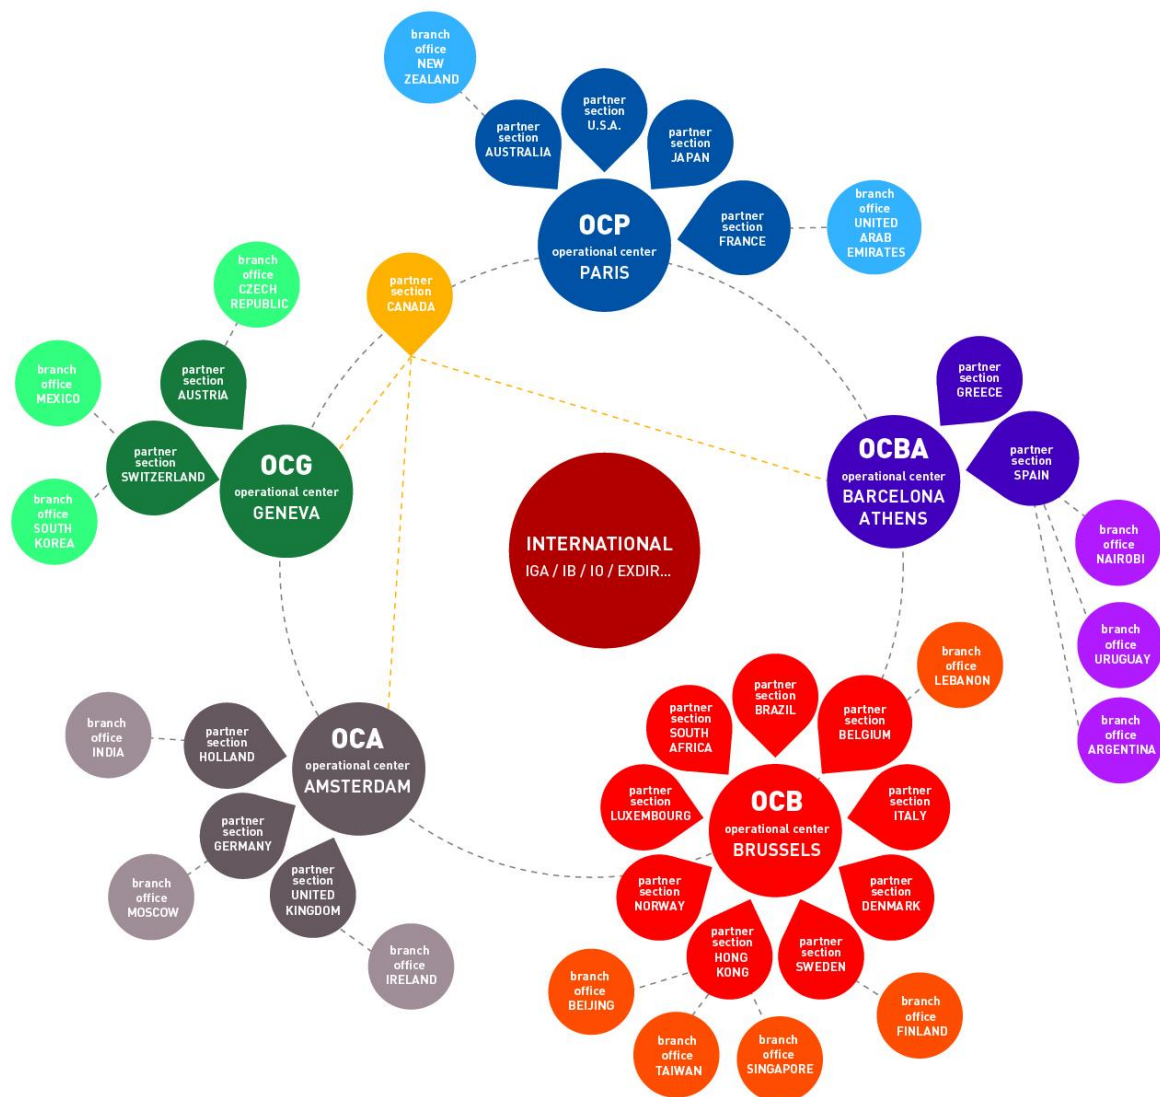 branch
office
NEW
ZEALAND
partner
section
AUSTRALIA
partner
section
U.S.A.
partner
section
JAPAN
OCP
operational center
PARIS
partner
section
FRANCE
branch
office
UNITED
ARAB
EMIRATES
branch
office
CZECH
REPUBLIC
partner
section
CANADA
branch
office
MEXICO
partner
section
AUSTRIA
partner
section
SWITZERLAND
branch
office
SOUTH
KOREA
OCG
operational center
GENEVA
partner
section
GREECE
OCBA
operational center
BARCELONA
ATHENS
partner
section
SPAIN
branch
office
NAIROBI
branch
office
URUGUAY
branch
office
ARGENTINA
INTERNATIONAL
IGA / IB / IO / EXDIR...
branch
office
INDIA
partner
section
HOLLAND
OCA
operational center
AMSTERDAM
partner
section
GERMANY
branch
office
MOSCOW
partner
section
UNITED
KINGDOM
branch
office
IRELAND
partner
section
SOUTH
AFRICA
partner
section
BRAZIL
partner
section
BELGIUM
branch
office
LEBANON
partner
section
LUXEMBOURG
OCB
operational center
BRUSSELS
partner
section
ITALY
partner
section
NORWAY
partner
section
DENMARK
partner
section
HONG
KONG
partner
section
SWEDEN
branch
office
BEIJING
branch
office
TAIWAN
branch
office
SINGAPORE
branch
office
FINLAND